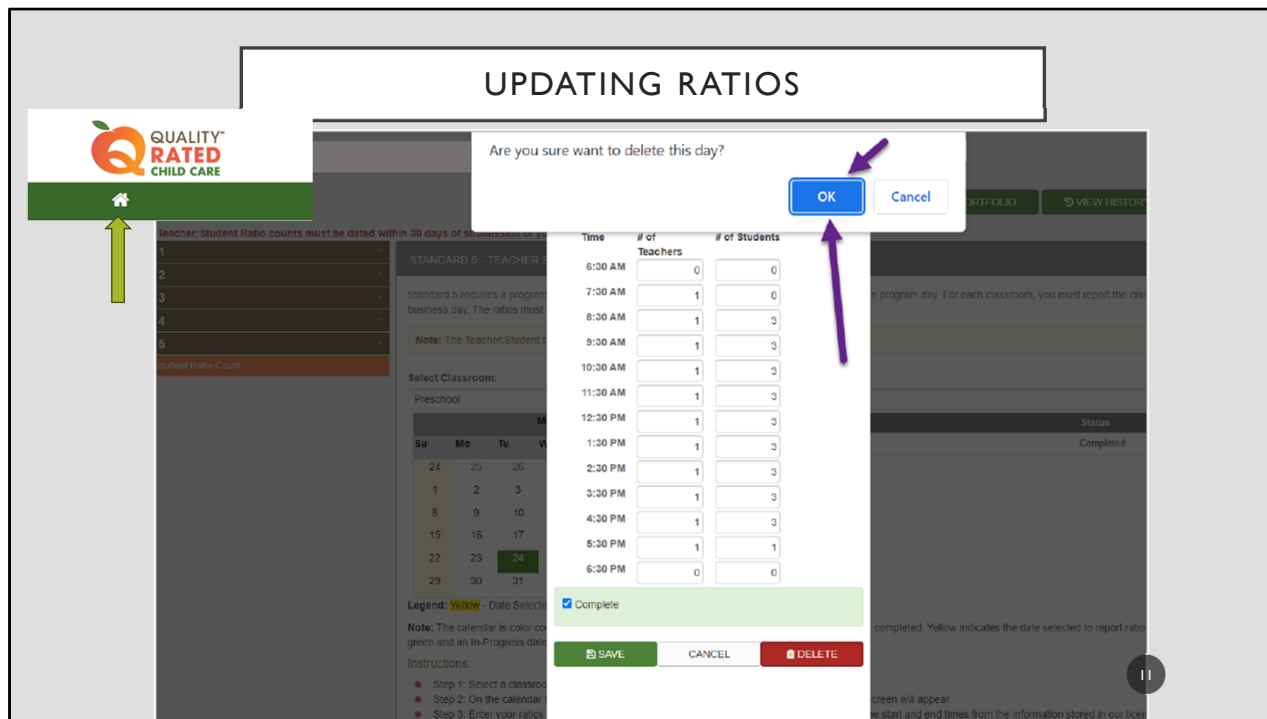 UPDATING RATIOS
QUALITY™
RATED
CHILD CARE
Are you sure want to delete this day?
OK
Cancel
PORTFOLIO
VIEW HISTORY
Teacher:Student Ratio counts must be dated within 30 days of submission of
1
2
3
4
5
Student Ratio Count
STANDARD 5 - TEACHER
Standard 5 requires a program
e program day. For each classroom, you must report the
business day. The ratios must
Note: The Teacher:Student
Select Classroom:
Preschool
Status
Completed
Su Mo Tu W
24 25 26
1 2 3
8 9 10
15 16 17
22 23 24
29 30 31
Time # of Teachers # of Students
6:30 AM 0 0
7:30 AM 1 0
8:30 AM 1 3
9:30 AM 1 3
10:30 AM 1 3
11:30 AM 1 3
12:30 PM 1 3
1:30 PM 1 3
2:30 PM 1 3
3:30 PM 1 3
4:30 PM 1 3
5:30 PM 1 1
6:30 PM 0 0
Complete
SAVE
CANCEL
DELETE
Legend: Yellow - Date Selecte
Note: The calendar is color co
completed. Yellow indicates the date selected to report ratio
green and an In-Progress date
Instructions:
Step 1: Select a classroo
Step 2: On the calendar
creen will appear.
Step 3: Enter your ratios
e start and end times from the information stored in our licen
11